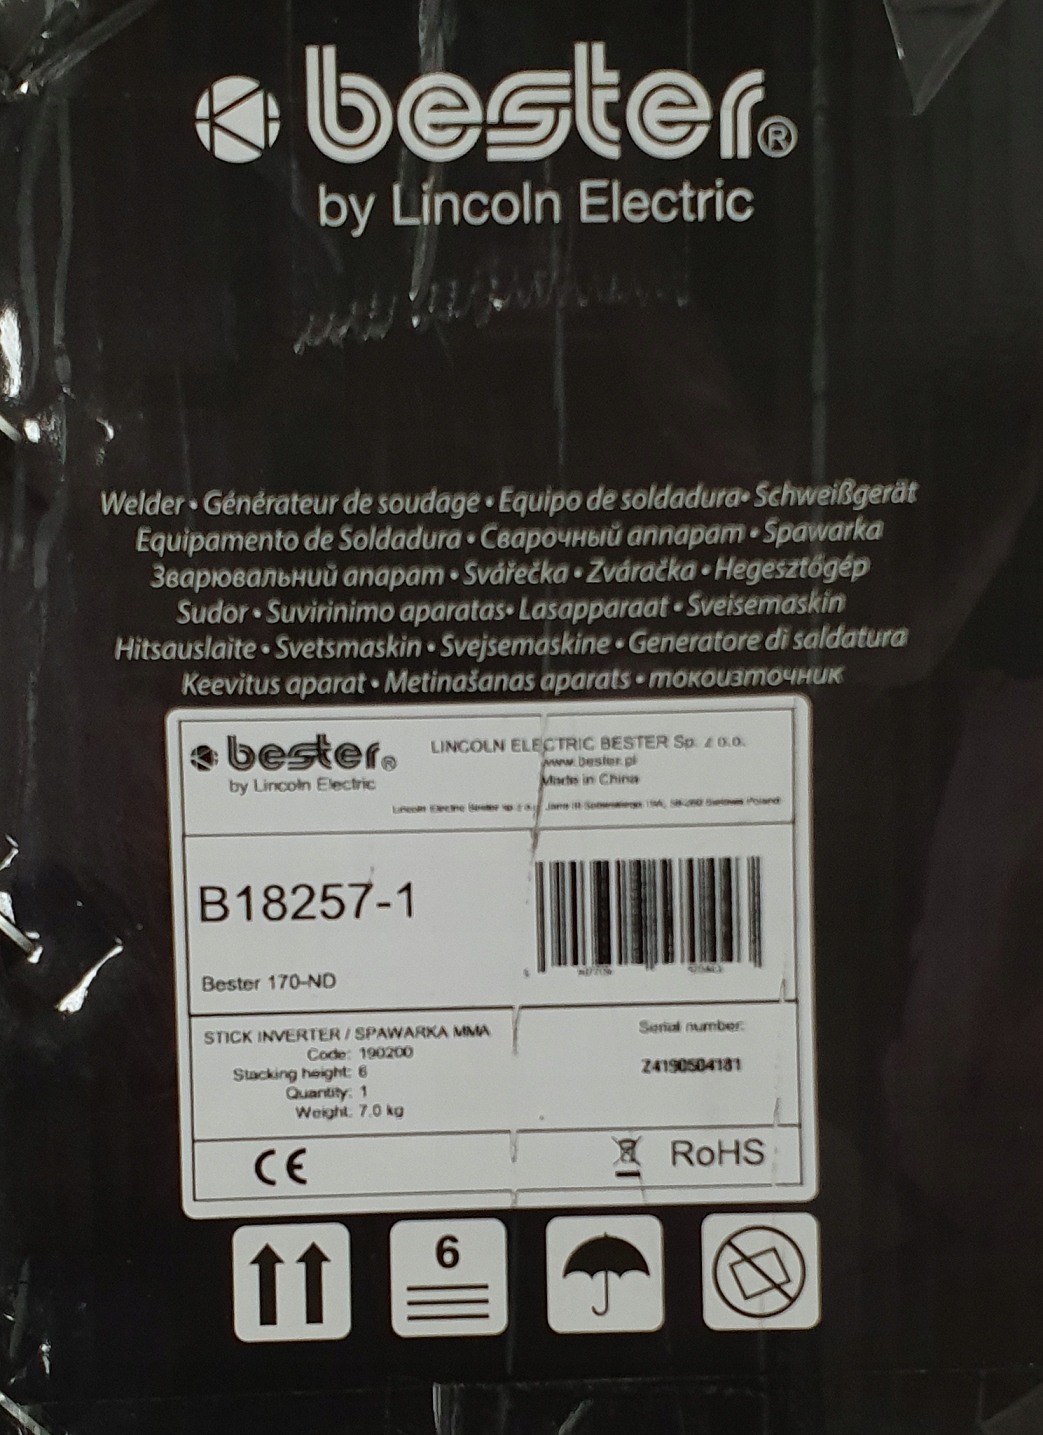 bester®
by Lincoln Electric
Welder • Générateur de soudage • Equipo de soldadura• Schweißgerät
Equipamento de Soldadura • Сварочный аппарат • Spawarka
Зварювальний апарат • Svářečka • Zváračka • Hegesztőgép
Sudor • Suvirinimo aparatas• Lasapparaat • Sveisemaskin
Hitsauslaite • Svetsmaskin • Svejsemaskine • Generatore di saldatura
Keevitus aparat • Metinašanas aparats • токоизточник
bester®
by Lincoln Electric
LINCOLN ELECTRIC BESTER Sp. z o.o.
www.bester.pl
Made in China
Lincoln Electric Bester sp. z o.o.
B18257-1
Bester 170-ND
STICK INVERTER / SPAWARKA MMA
Code: 190200
Stacking height: 6
Quantity: 1
Weight: 7.0 kg
Serial number:
Z4190504181
CE
RoHS
6